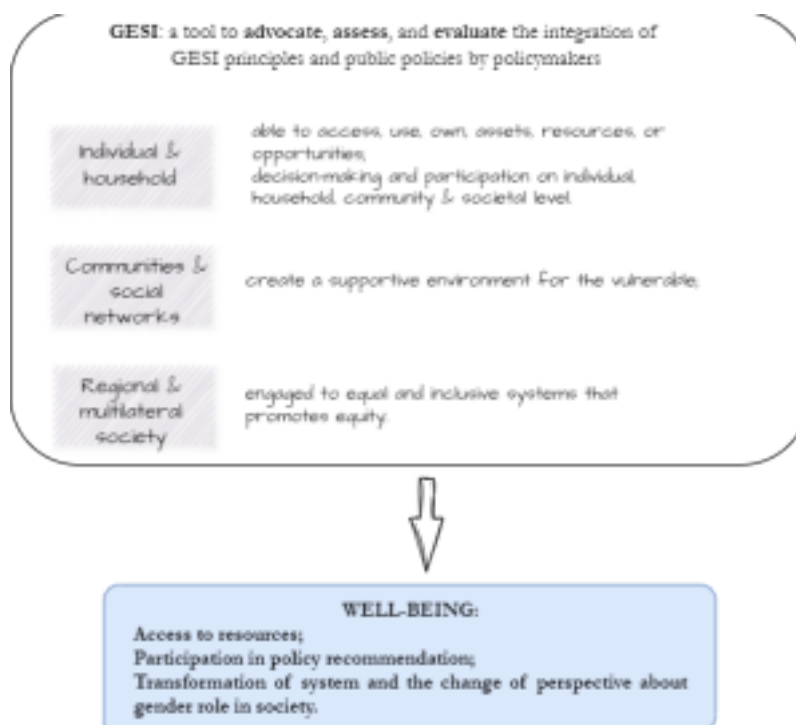 GESI: a tool to advocate, assess, and evaluate the integration of
GESI principles and public policies by policymakers
Individual &
household
able to access, use, own, assets, resources, or
opportunities;
decision-making and participation on individual,
household, community & societal level.
Communities &
social
networks
create a supportive environment for the vulnerable;
Regional &
multilateral
society
engaged to equal and inclusive systems that
promotes equity.
WELL-BEING:
Access to resources;
Participation in policy recommendation;
Transformation of system and the change of perspective about
gender role in society.